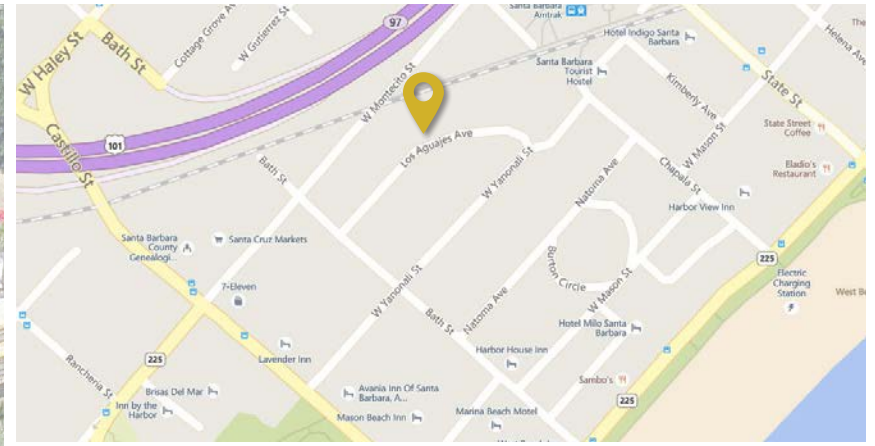 Santa Barbara
Amtrak
97
Cottage Grove Av
W Gutierrez St
Hotel Indigo Santa
Barbara
The
Helena Ave
W Haley St
Bath St
W Montecito St
Santa Barbara
Tourist
Hostel
Kimberly Ave
State St
State Street
Coffee
101
Castillo St
Los Aguajes Ave
W Mason St
Eladio's
Restaurant
Bath St
W Yanonali St
Natoma Ave
Chapala St
Harbor View Inn
Santa Barbara
County
Genealogi...
Santa Cruz Markets
225
Electric
Charging
Station
West Be
7-Eleven
Burton Circle
W Yanonali St
W Mason St
Bath St
Natoma Ave
Hotel Milo Santa
Barbara
225
Lavender Inn
Harbor House Inn
Rancheria St
Sambo's
Brisas Del Mar
Avania Inn Of Santa
Barbara, A...
225
Inn by the
Harbor
Mason Beach Inn
Marina Beach Motel